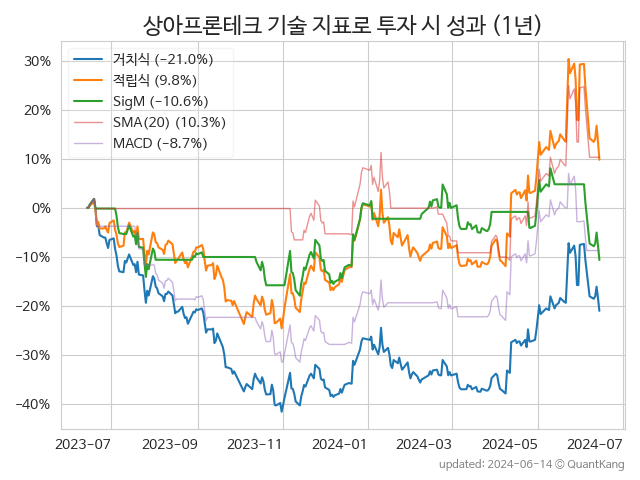 상아프론테크 기술 지표로 투자 시 성과 (1년)
거치식 (−21.0%)
적립식 (9.8%)
SigM (−10.6%)
SMA(20) (10.3%)
MACD (−8.7%)
30%
20%
10%
0%
−10%
−20%
−30%
−40%
2023-07 2023-09 2023-11 2024-01 2024-03 2024-05 2024-07
updated: 2024-06-14 © QuantKang